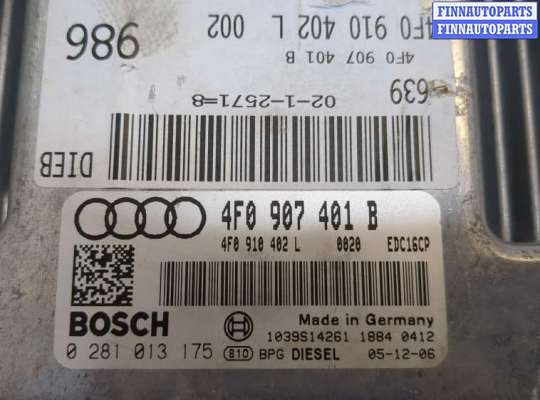 FINNAUTOPARTS
FINNAUTOPARTS
FINNAUTOPARTS
4F0 910 402 L 002
986
4F0 907 401 B
639
02-1-2571=8
DIEB
4F0 907 401 B
4F0 910 402 L 0020 EDC16CP
BOSCH
Made in Germany
1039S14261 1884 0412
0 281 013 175 810 BPG DIESEL 05-12-06